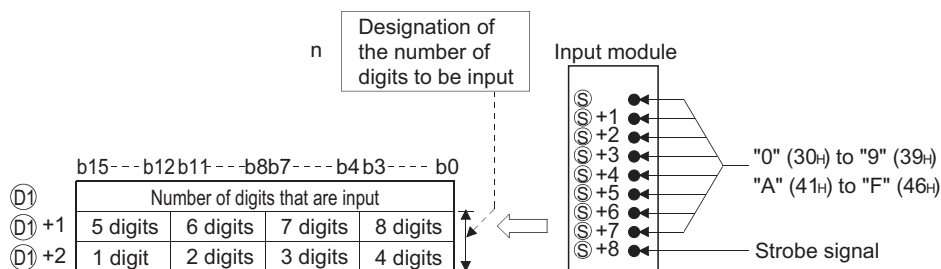 n
Designation of
the number of
digits to be input
Input module
Ⓢ
Ⓢ +1
Ⓢ +2
Ⓢ +3
Ⓢ +4
Ⓢ +5
Ⓢ +6
Ⓢ +7
Ⓢ +8
"0" (30H) to "9" (39H)
"A" (41H) to "F" (46H)
Strobe signal
b15----b12 b11----b8 b7----b4 b3----b0
D1 Number of digits that are input
D1 +1 5 digits 6 digits 7 digits 8 digits
D1 +2 1 digit 2 digits 3 digits 4 digits